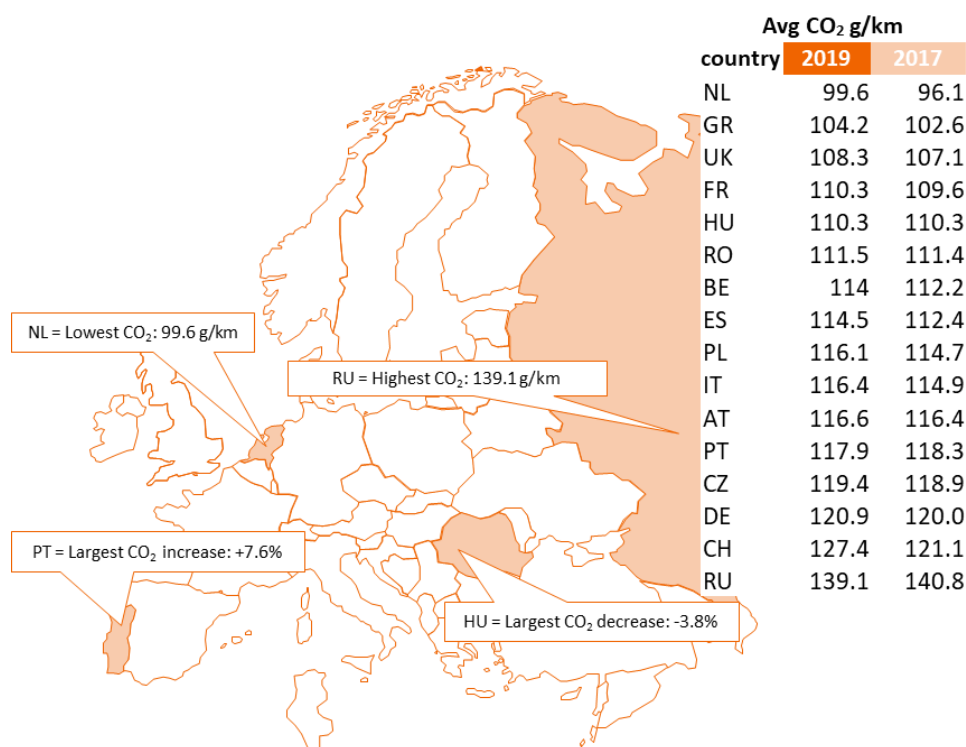 Avg CO₂ g/km
country 2019 2017
NL 99.6 96.1
GR 104.2 102.6
UK 108.3 107.1
FR 110.3 109.6
HU 110.3 110.3
RO 111.5 111.4
BE 114 112.2
ES 114.5 112.4
PL 116.1 114.7
IT 116.4 114.9
AT 116.6 116.4
PT 117.9 118.3
CZ 119.4 118.9
DE 120.9 120.0
CH 127.4 121.1
RU 139.1 140.8
NL = Lowest CO₂: 99.6 g/km
RU = Highest CO₂: 139.1 g/km
PT = Largest CO₂ increase: +7.6%
HU = Largest CO₂ decrease: -3.8%